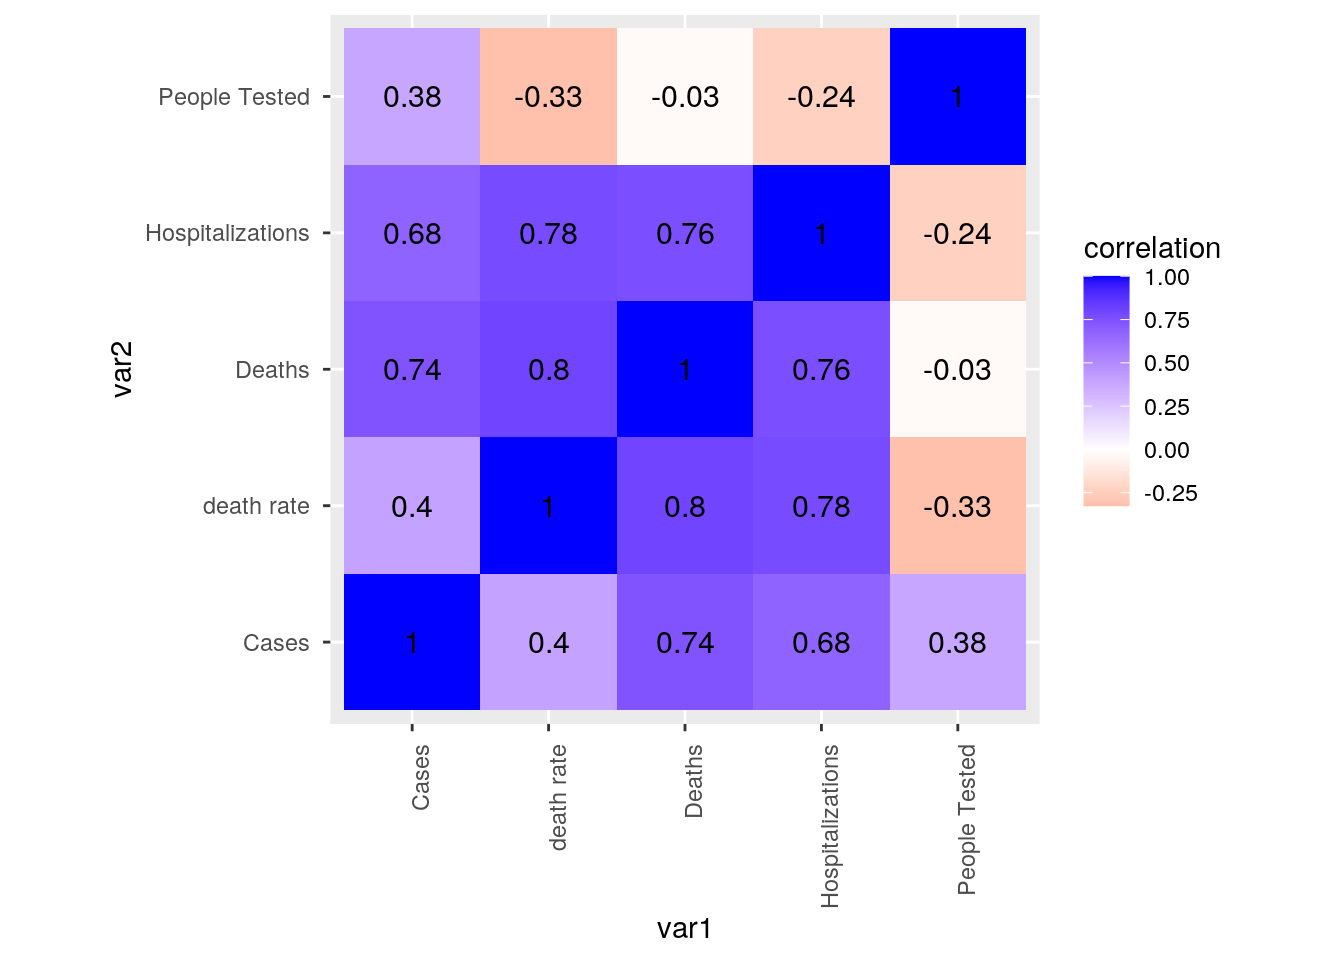 People Tested 0.38 -0.33 -0.03 -0.24 1
Hospitalizations 0.68 0.78 0.76 1 -0.24
Deaths 0.74 0.8 1 0.76 -0.03
death rate 0.4 1 0.8 0.78 -0.33
Cases 1 0.4 0.74 0.68 0.38
var2
Cases
death rate
Deaths
Hospitalizations
People Tested
var1
correlation
1.00
0.75
0.50
0.25
0.00
-0.25